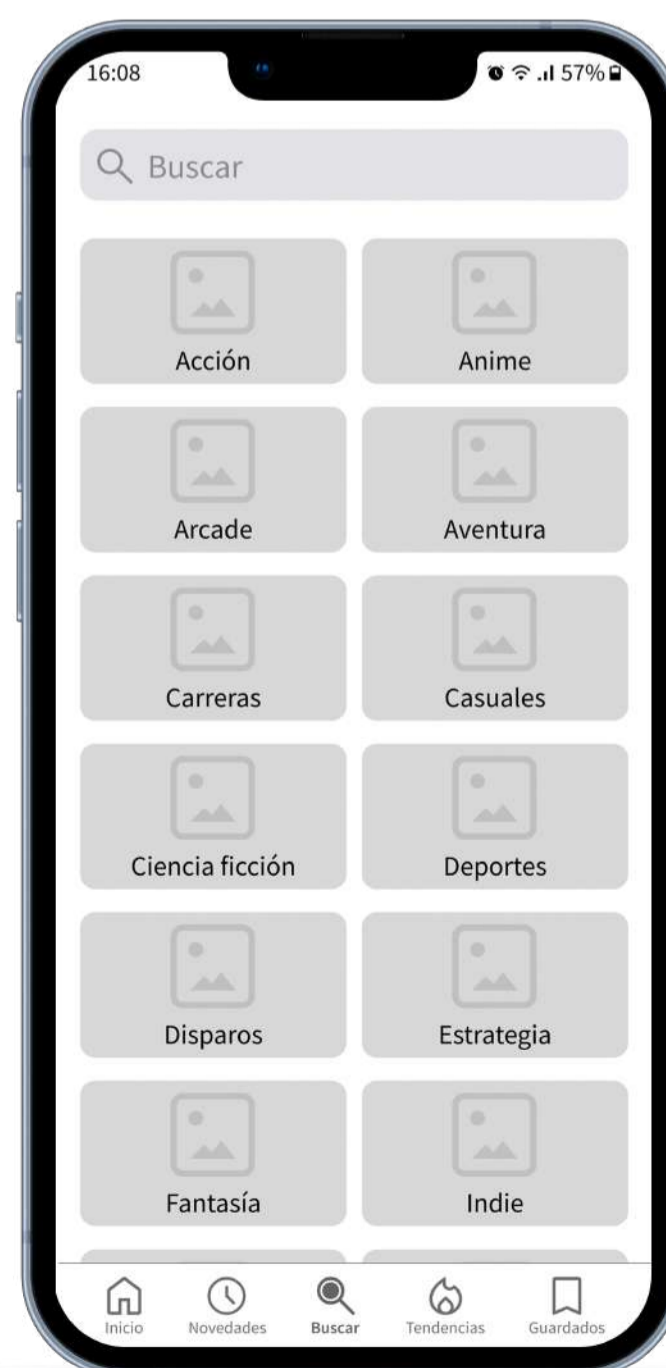 16:08 57%
Buscar
Acción Anime
Arcade Aventura
Carreras Casuales
Ciencia ficción Deportes
Disparos Estrategia
Fantasía Indie
Inicio Novedades Buscar Tendencias Guardados